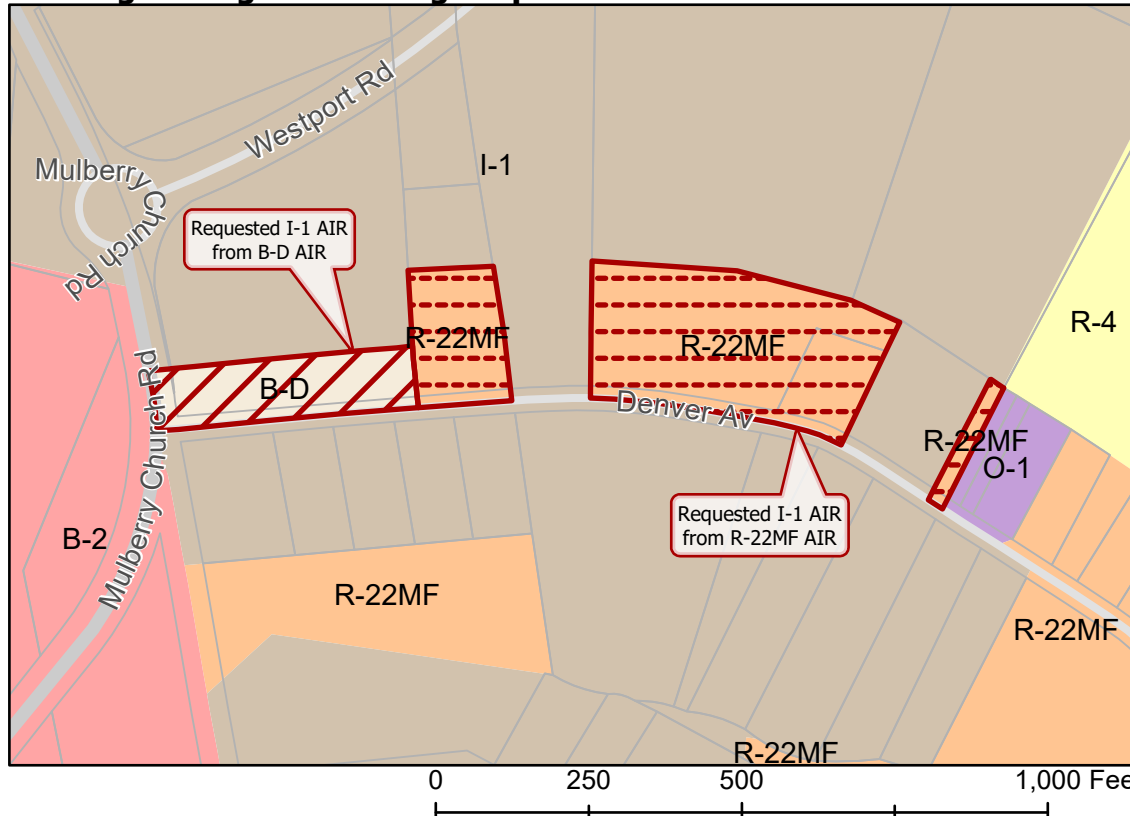 Westport Rd
I-1
Mulberry
Church Rd
Requested I-1 AIR
from B-D AIR
R-4
R-22MF
R-22MF
B-D
Denver Av
R-22MF
O-1
Mulberry Church Rd
Requested I-1 AIR
from R-22MF AIR
B-2
R-22MF
R-22MF
R-22MF
0 250 500 1,000 Fee